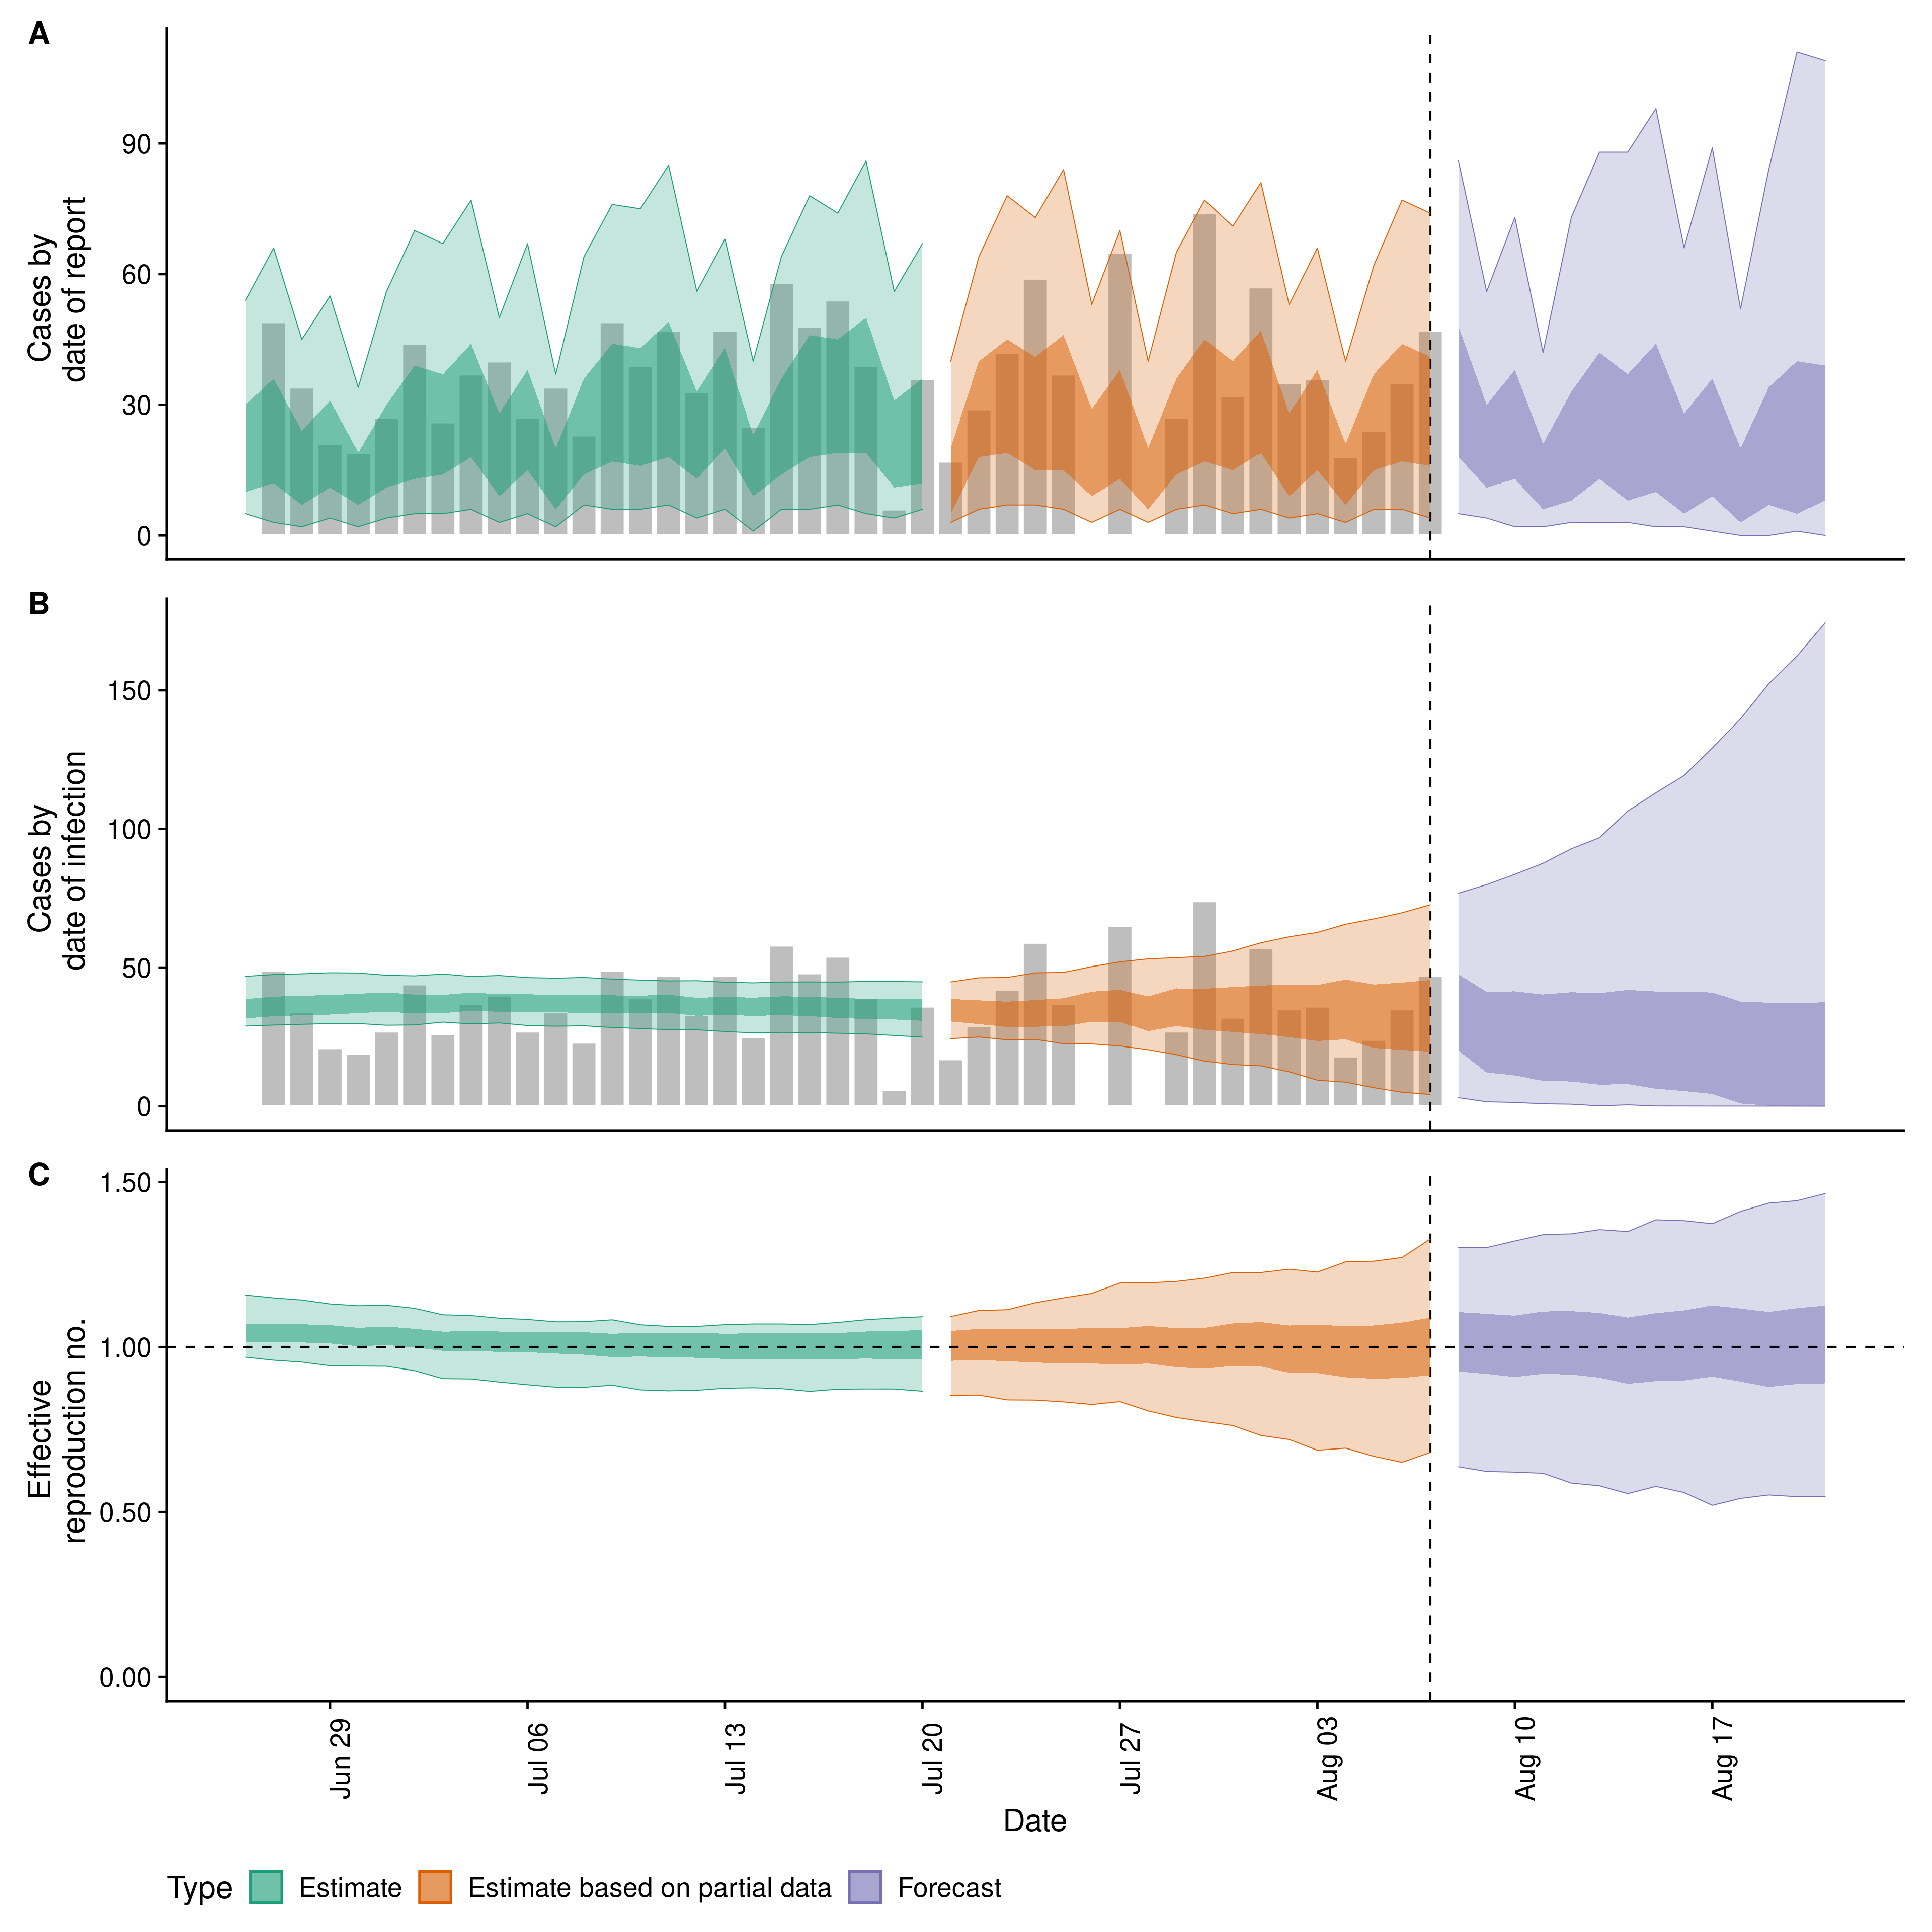 A
Cases by
date of report
90
60
30
0
B
Cases by
date of infection
150
100
50
0
C
Effective
reproduction no.
1.50
1.00
0.50
0.00
Jun 29
Jul 06
Jul 13
Jul 20
Jul 27
Aug 03
Aug 10
Aug 17
Date
Type Estimate Estimate based on partial data Forecast